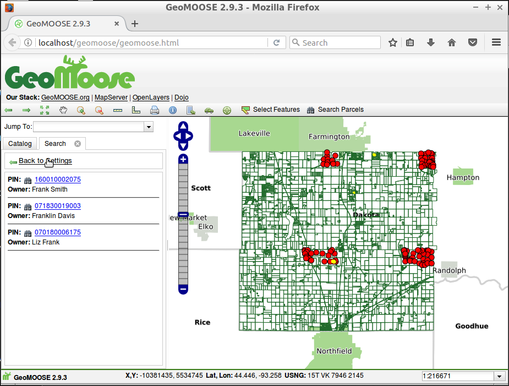 GeoMOOSE 2.9.3 - Mozilla Firefox
GeoMOOSE 2.9.3
localhost/geomoose/geomoose.html
Search
GeoMoose
Our Stack: GeoMOOSE.org | MapServer | OpenLayers | Dojo
Select Features
Search Parcels
Jump To:
Catalog
Search
Back to Settings
PIN: 160010002075
Owner: Frank Smith
PIN: 071830019003
Owner: Franklin Davis
PIN: 070180006175
Owner: Liz Frank
Lakeville
Farmington
Hampton
Scott
Dakota
ew market
Elko
Randolph
Rice
Goodhue
Northfield
GeoMOOSE 2.9.3
X,Y: -10381435, 5534745 Lat, Lon: 44.446, -93.258 USNG: 15T VK 7946 2145
1:216671